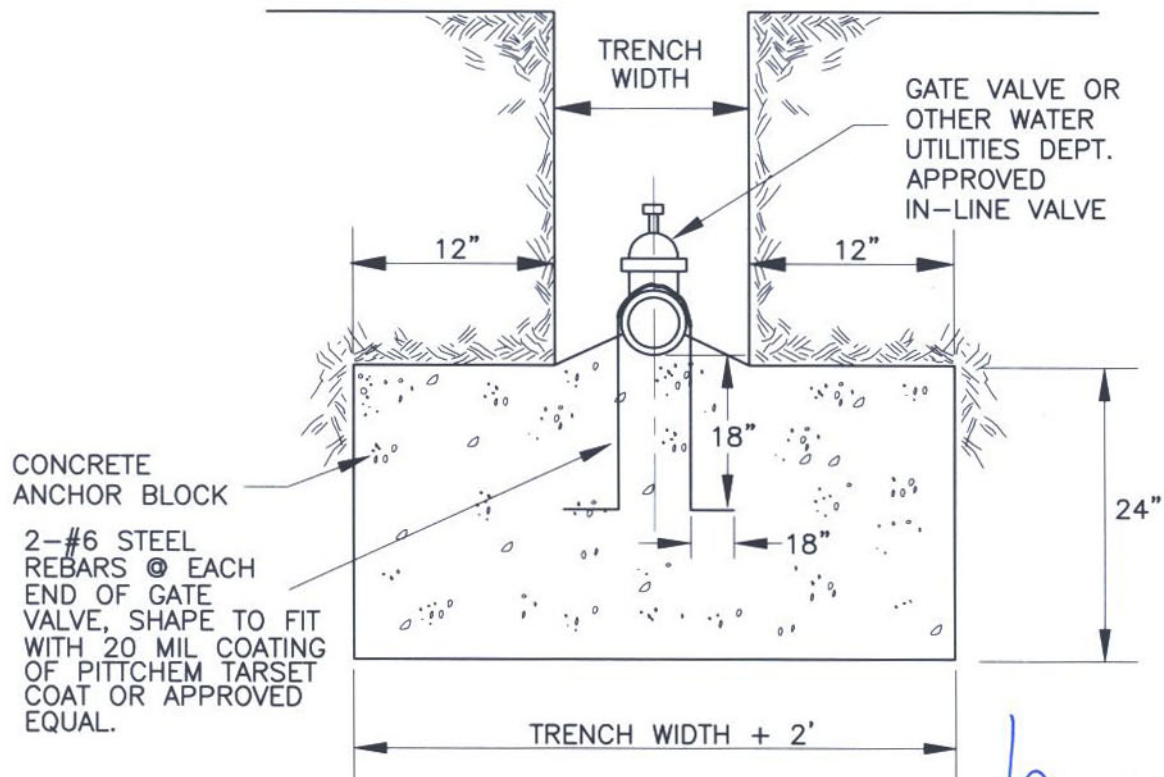 TRENCH
WIDTH
GATE VALVE OR
OTHER WATER
UTILITIES DEPT.
APPROVED
IN-LINE VALVE
12"
12"
CONCRETE
ANCHOR BLOCK
18"
24"
18"
2-#6 STEEL
REBARS @ EACH
END OF GATE
VALVE, SHAPE TO FIT
WITH 20 MIL COATING
OF PITTCHEM TARSET
COAT OR APPROVED
EQUAL.
TRENCH WIDTH + 2'